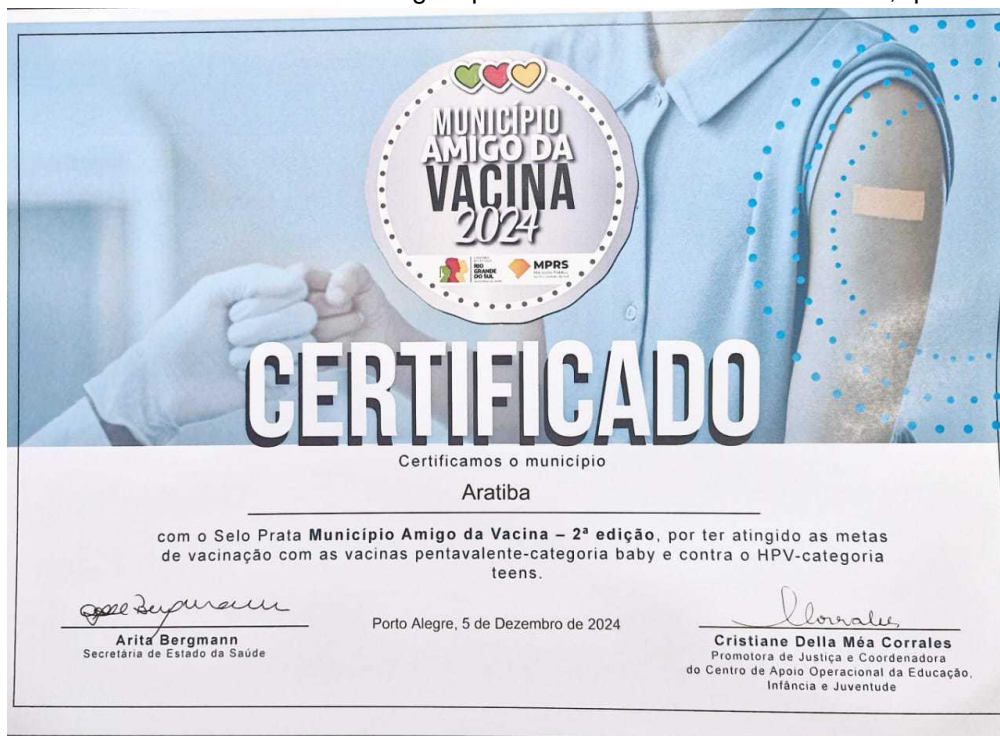 MUNICÍPIO
AMIGO DA
VACINA
2024
RIO
GRANDE
DO SUL
MPRS
CERTIFICADO
Certificamos o município
Aratiba
com o Selo Prata Município Amigo da Vacina – 2ª edição, por ter atingido as metas
de vacinação com as vacinas pentavalente-categoria baby e contra o HPV-categoria
teens.
Porto Alegre, 5 de Dezembro de 2024
Arita Bergmann
Secretária de Estado da Saúde
Cristiane Della Méa Corrales
Promotora de Justiça e Coordenadora
do Centro de Apoio Operacional da Educação,
Infância e Juventude